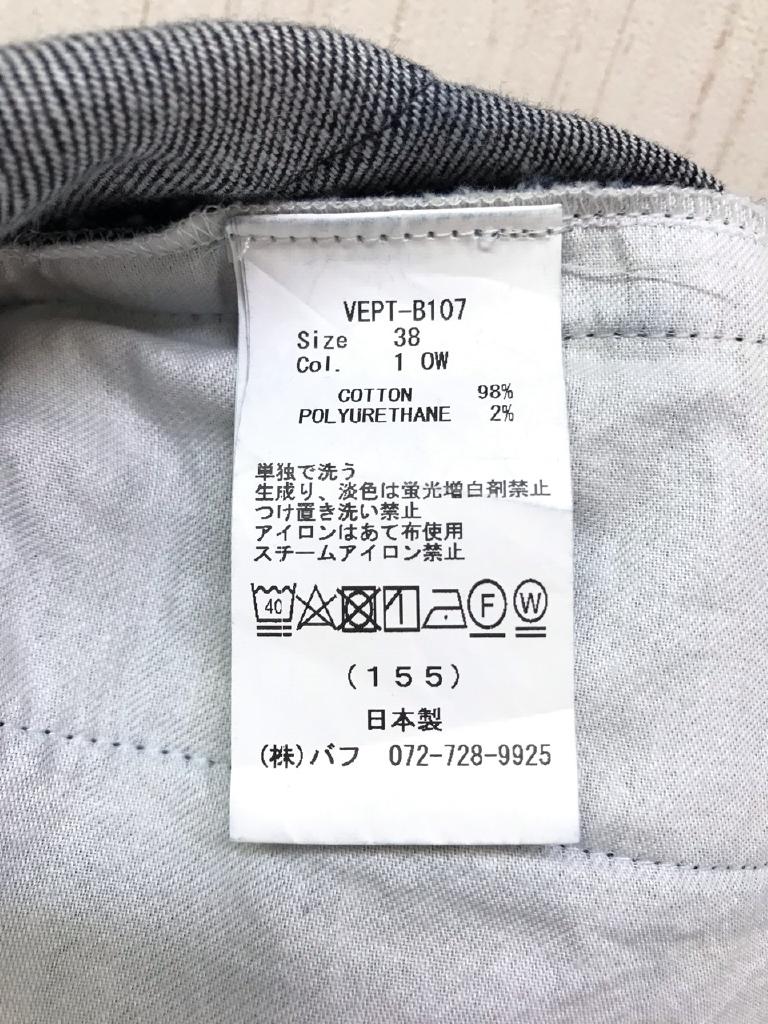 VEPT-B107
Size 38
Col. 1 OW
COTTON 98%
POLYURETHANE 2%
単独で洗う
生成り、淡色は蛍光増白剤禁止
つけ置き洗い禁止
アイロンはあて布使用
スチームアイロン禁止
40 F W
(155)
日本製
(株)バフ 072-728-9925